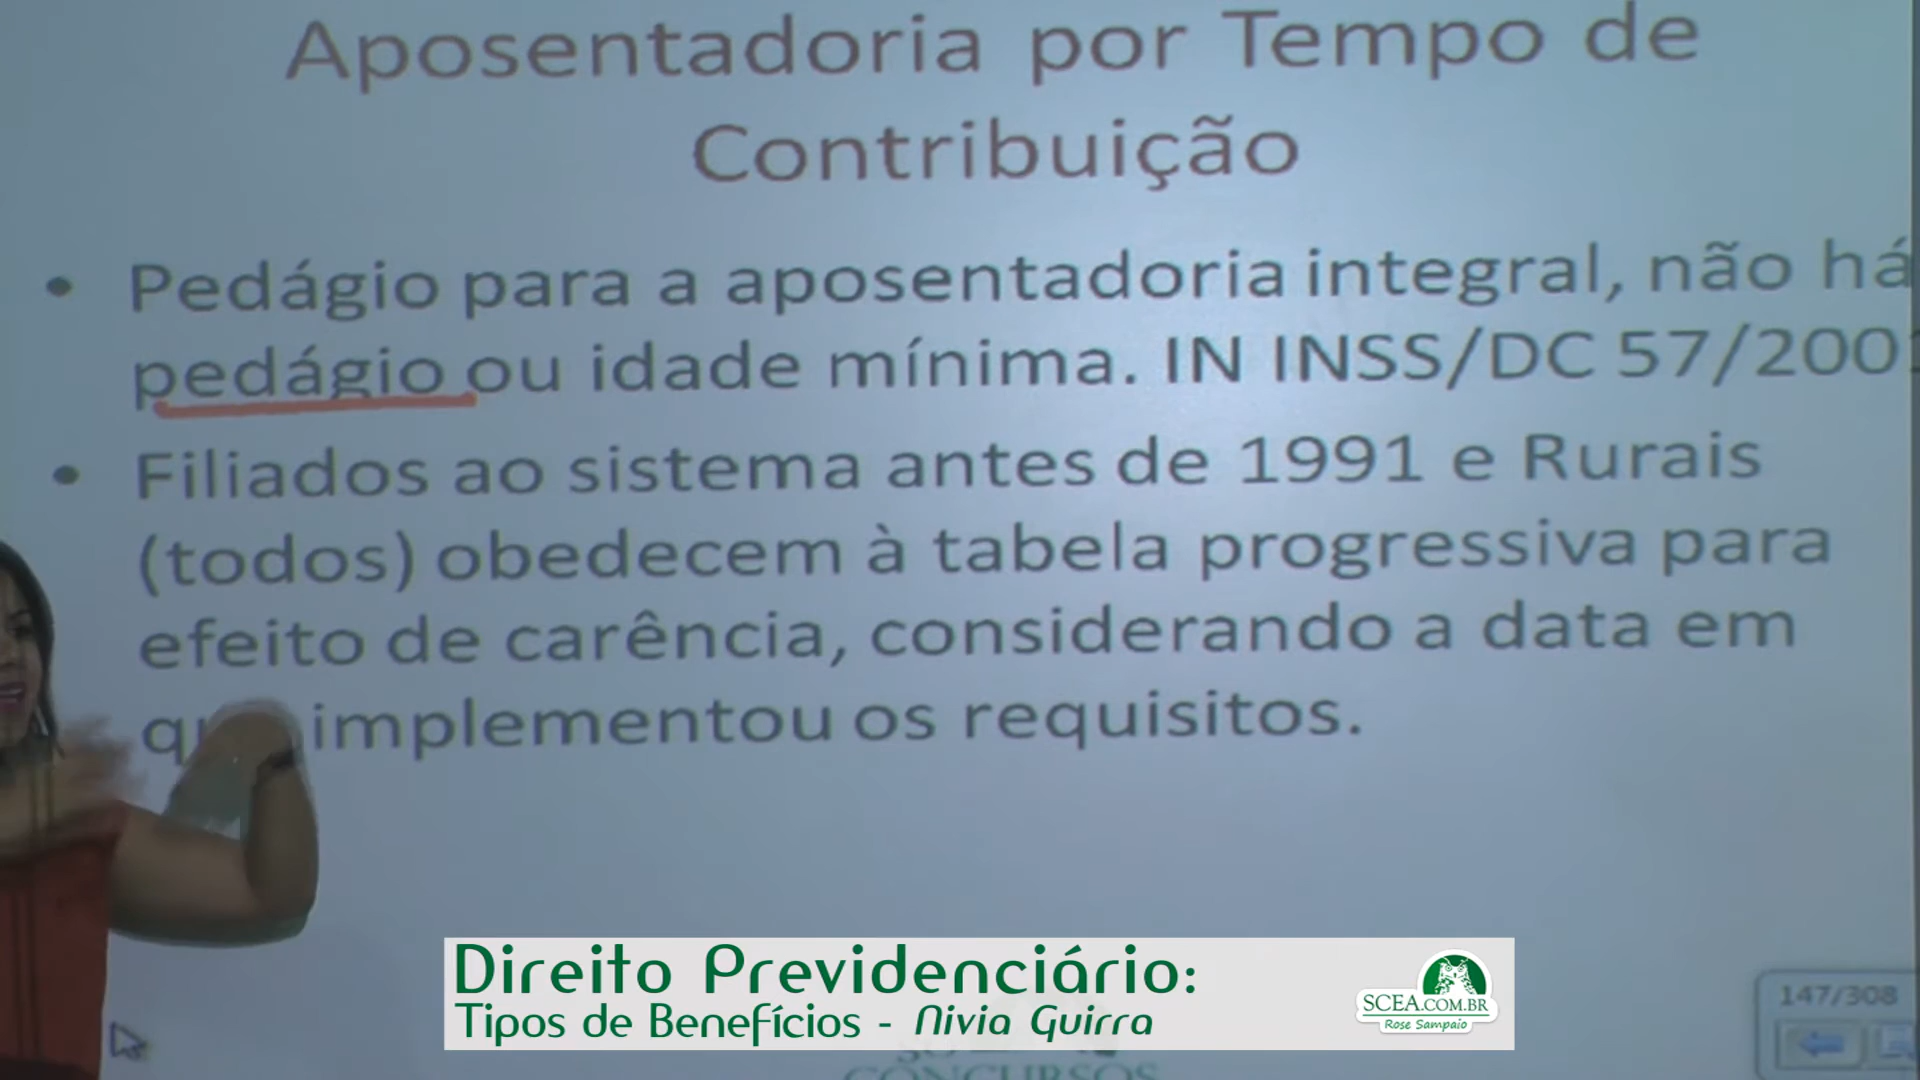 Aposentadoria por Tempo de
Contribuição
• Pedágio para a aposentadoria integral, não há
pedágio ou idade mínima. IN INSS/DC 57/2001
• Filiados ao sistema antes de 1991 e Rurais
(todos) obedecem à tabela progressiva para
efeito de carência, considerando a data em
implementou os requisitos.
Direito Previdenciário:
Tipos de Benefícios - Nivia Guirra
SCEA.COM.BR
Rose Sampaio
147/308
CONCURSOS